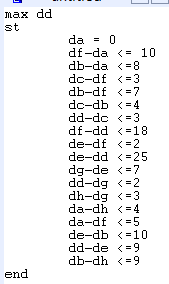 max dd
st
da = 0
df-da <= 10
db-da <=8
dc-df <=3
db-df <=7
dc-db <=4
dd-dc <=3
dd-df <=18
de-df <=2
de-dd <=25
dg-de <=7
dd-dg <=2
dh-dg <=3
da-dh <=4
da-df <=5
de-db <=10
dd-de <=9
db-dh <=9
end